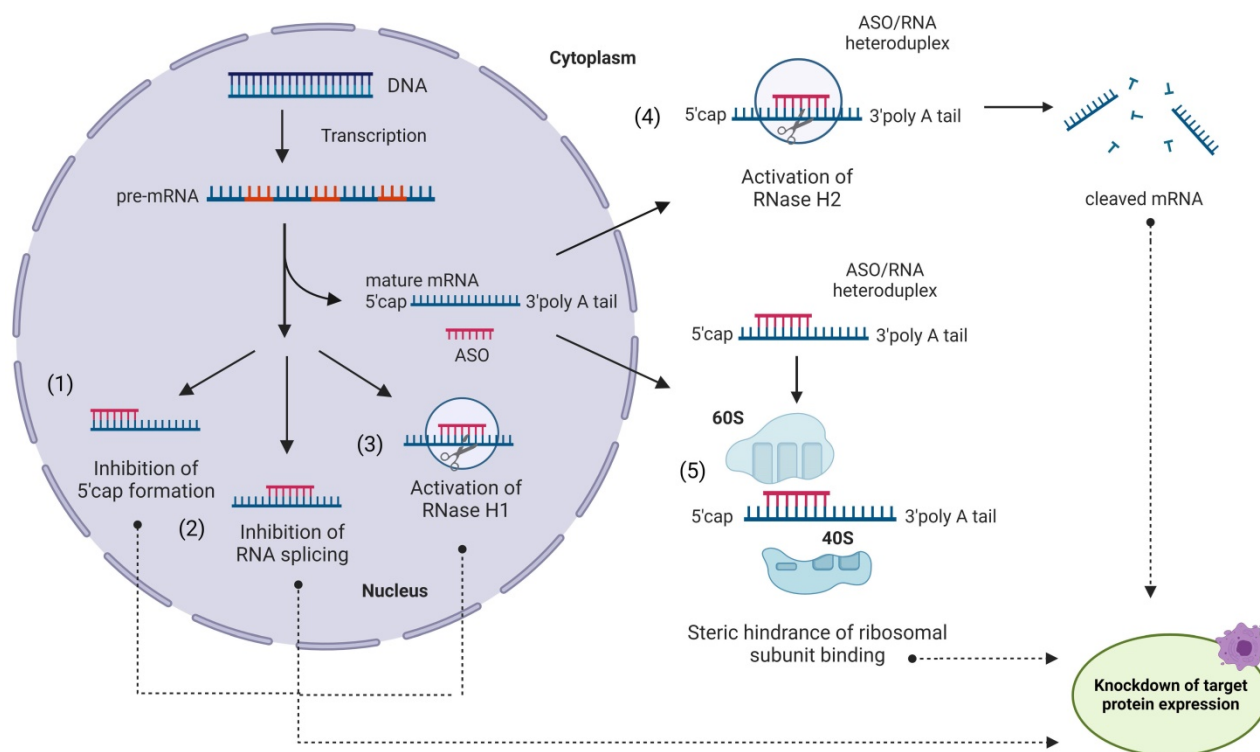 DNA
Transcription
pre-mRNA
mature mRNA
5'cap
3'poly A tail
ASO
(1)
Inhibition of
5'cap formation
(2)
Inhibition of
RNA splicing
(3)
Activation of
RNase H1
Nucleus
Cytoplasm
ASO/RNA
heteroduplex
(4)
5'cap
3'poly A tail
Activation of
RNase H2
cleaved mRNA
ASO/RNA
heteroduplex
5'cap
3'poly A tail
60S
(5)
5'cap
3'poly A tail
40S
Steric hindrance of ribosomal
subunit binding
Knockdown of target
protein expression